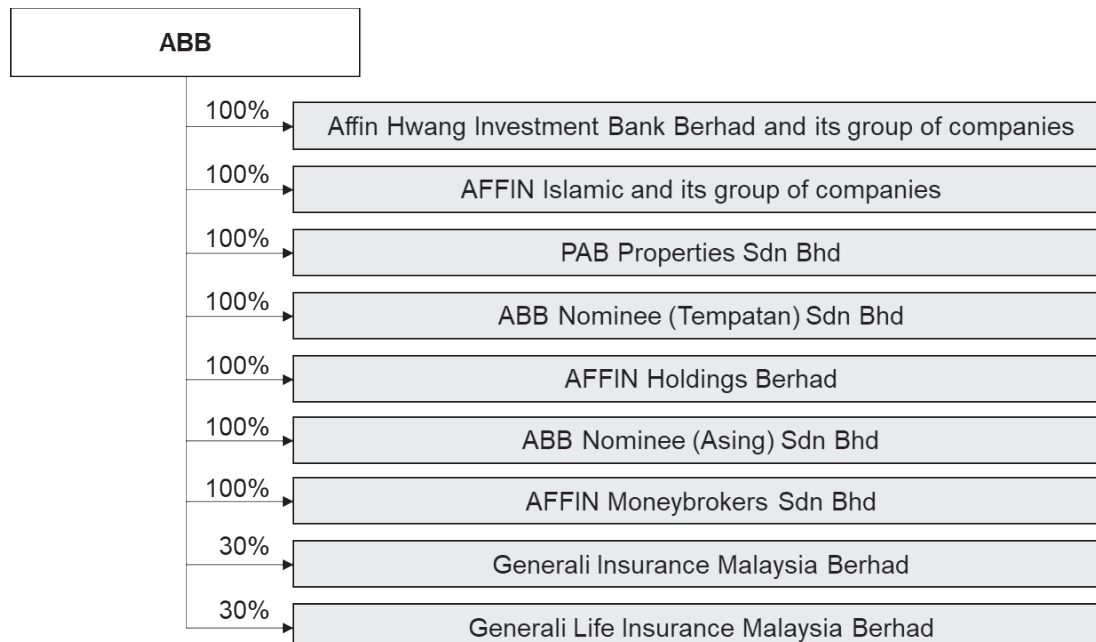 ABB
100%
Affin Hwang Investment Bank Berhad and its group of companies
100%
AFFIN Islamic and its group of companies
100%
PAB Properties Sdn Bhd
100%
ABB Nominee (Tempatan) Sdn Bhd
100%
AFFIN Holdings Berhad
100%
ABB Nominee (Asing) Sdn Bhd
100%
AFFIN Moneybrokers Sdn Bhd
30%
Generali Insurance Malaysia Berhad
30%
Generali Life Insurance Malaysia Berhad